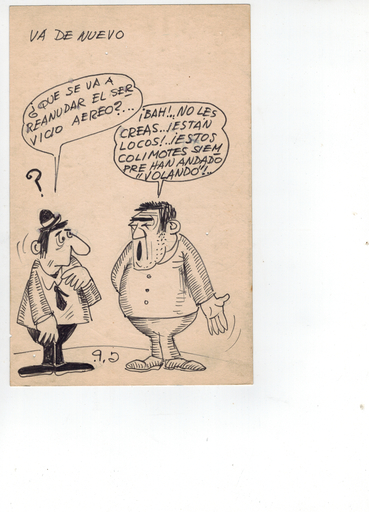 VA DE NUEVO
¿QUE SE VA A
REANUDAR EL SER-
VICIO AEREO?...
¡BAH!., NO LES
CREAS..¡ESTAN
LOCOS!..¡ESTOS
COLIMOTES SIEM
PRE HAN ANDADO
"VOLANDO"!..
?